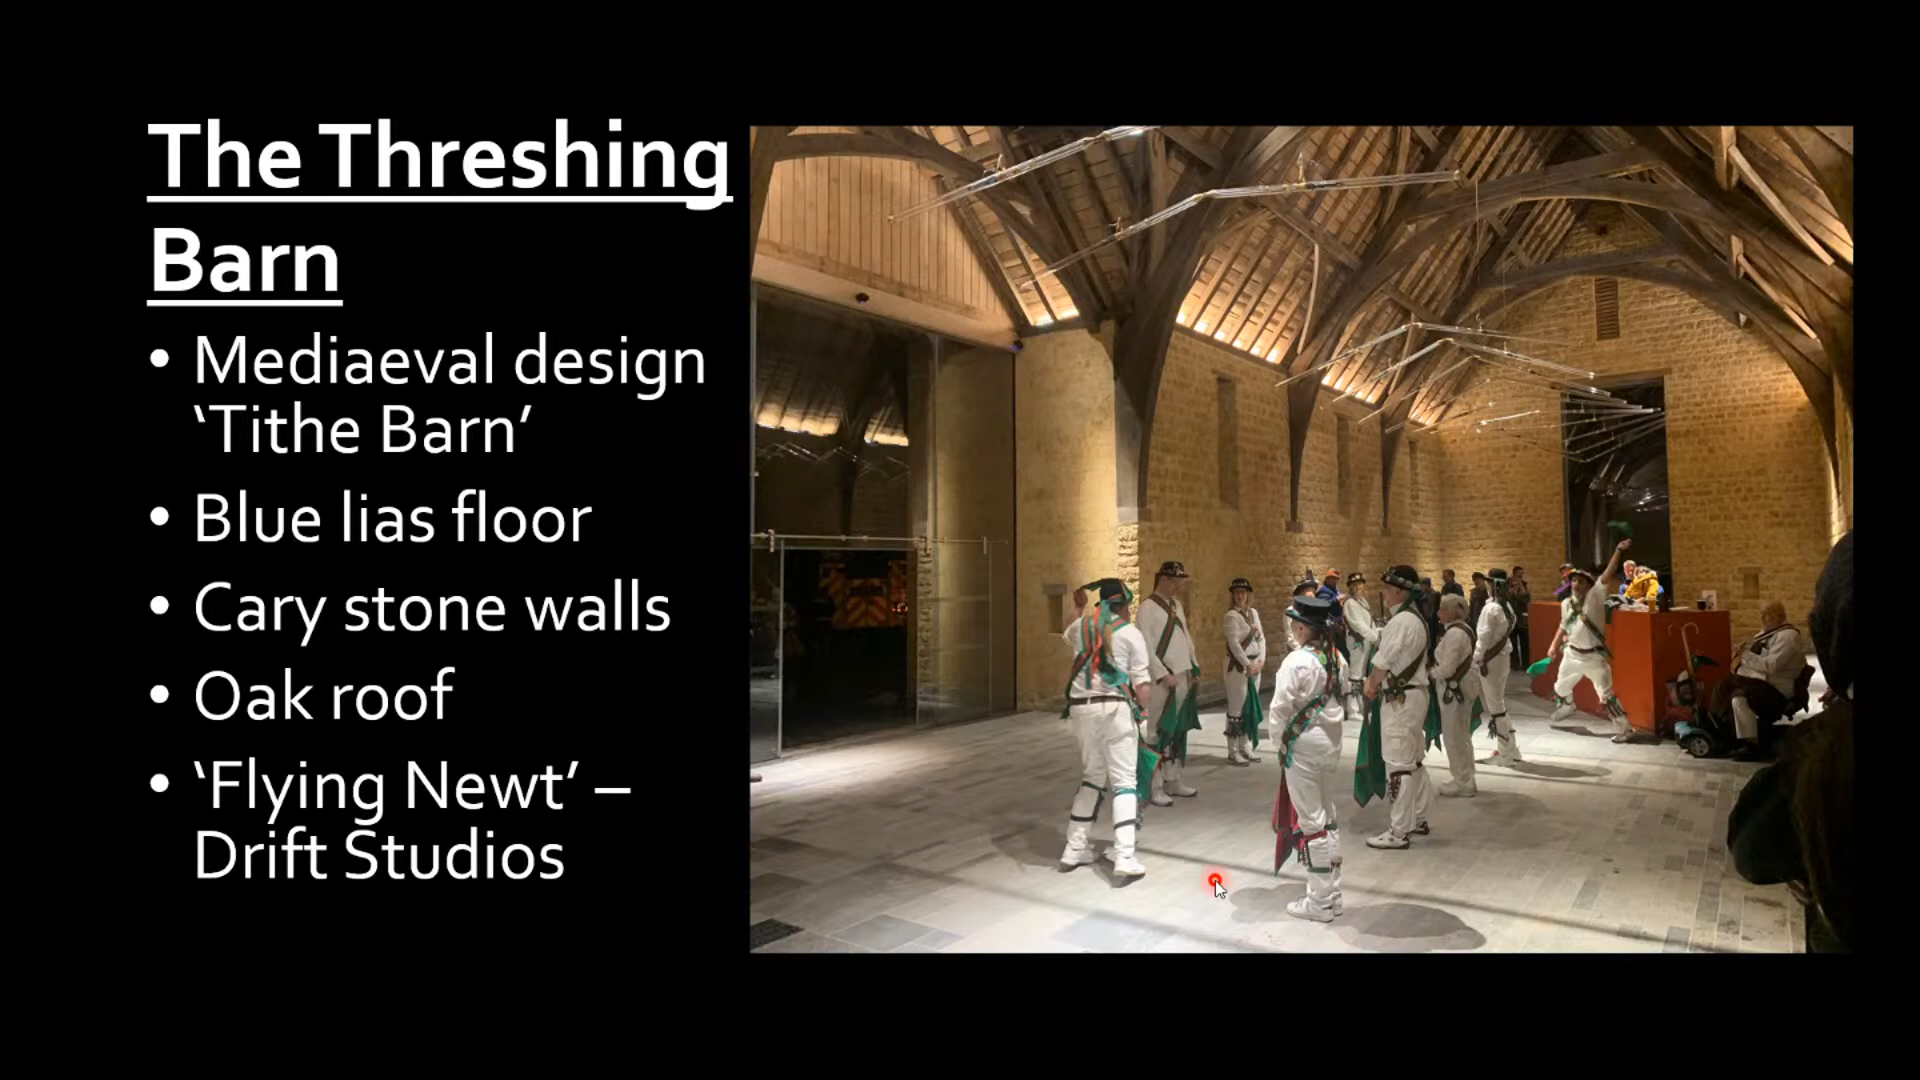 The Threshing
Barn
• Mediaeval design
‘Tithe Barn’
• Blue lias floor
• Cary stone walls
• Oak roof
• ‘Flying Newt’ –
Drift Studios